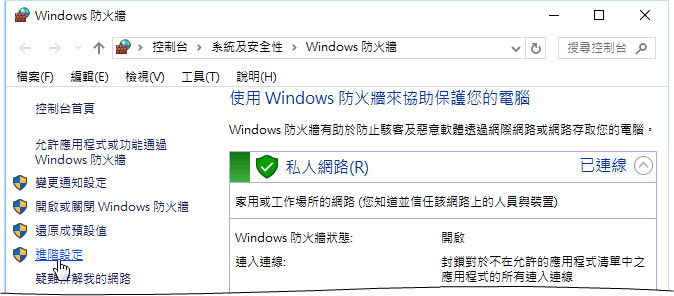 Windows 防火牆
控制台 系統及安全性 Windows 防火牆 搜尋控制台
檔案(F) 編輯(E) 檢視(V) 工具(T) 說明(H)
控制台首頁
允許應用程式或功能通過
Windows 防火牆
變更通知設定
開啟或關閉 Windows 防火牆
還原成預設值
進階設定
疑難排解我的網路
使用 Windows 防火牆來協助保護您的電腦
Windows 防火牆有助於防止駭客及惡意軟體透過網際網路或網路存取您的電腦。
私人網路(R) 已連線
家用或工作場所的網路 (您知道並信任該網路上的人員與裝置)
Windows 防火牆狀態: 開啟
連入連線: 封鎖對於不在允許的應用程式清單中之
應用程式的所有連入連線